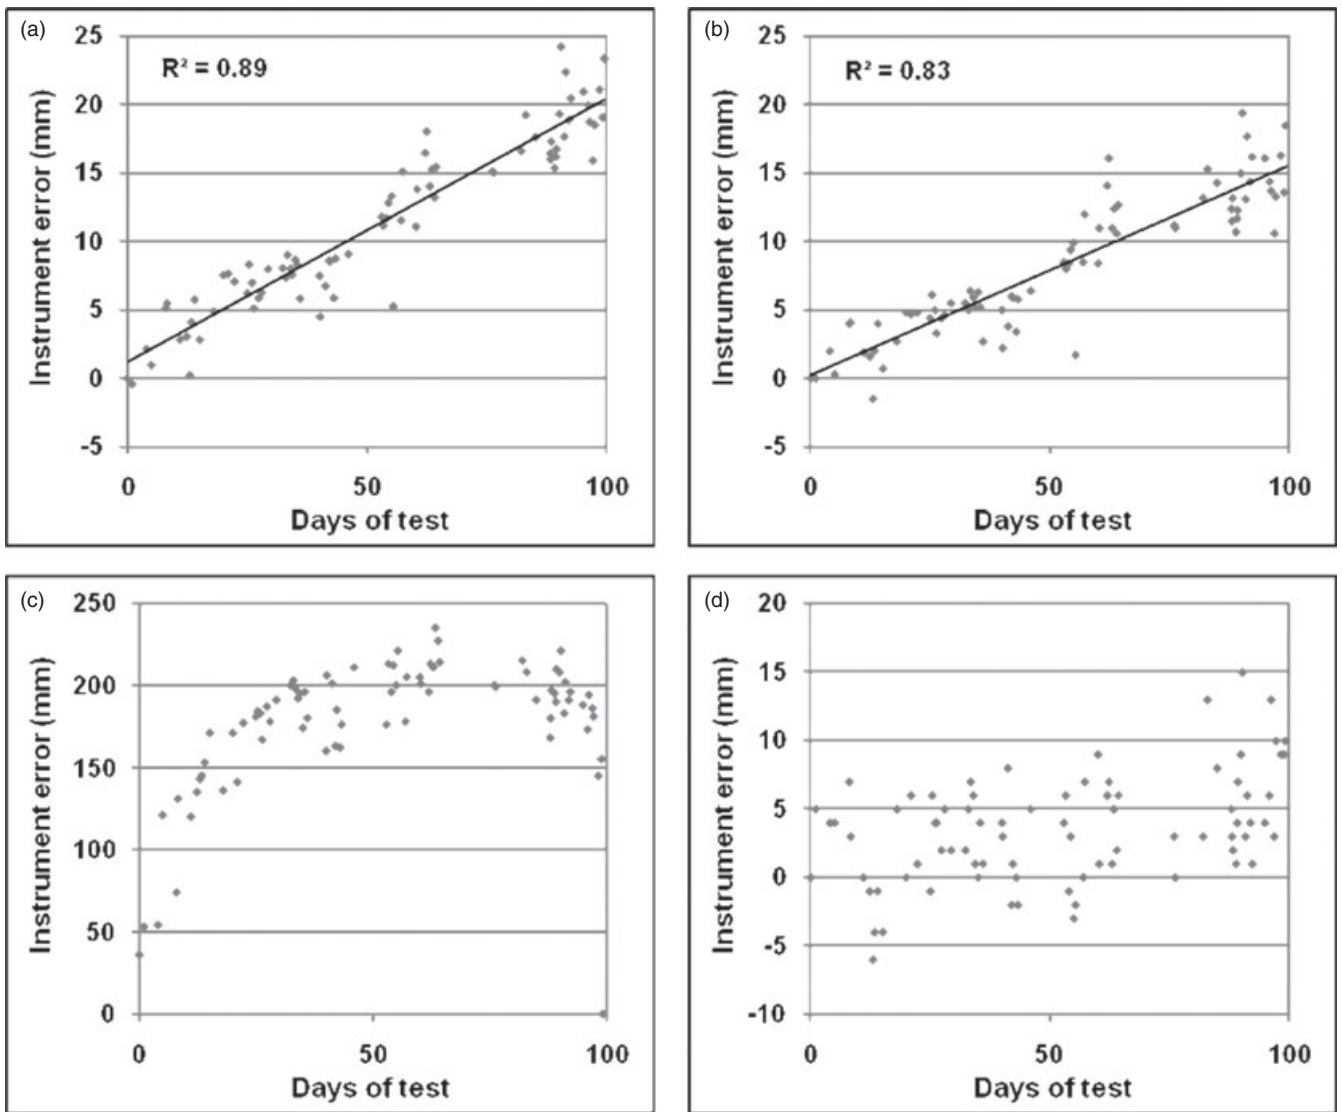 (a)
25
20
15
10
5
0
-5
R² = 0.89
Instrument error (mm)
0 50 100
Days of test
(b)
25
20
15
10
5
0
-5
R² = 0.83
Instrument error (mm)
0 50 100
Days of test
(c)
250
200
150
100
50
0
Instrument error (mm)
0 50 100
Days of test
(d)
20
15
10
5
0
-5
-10
Instrument error (mm)
0 50 100
Days of test